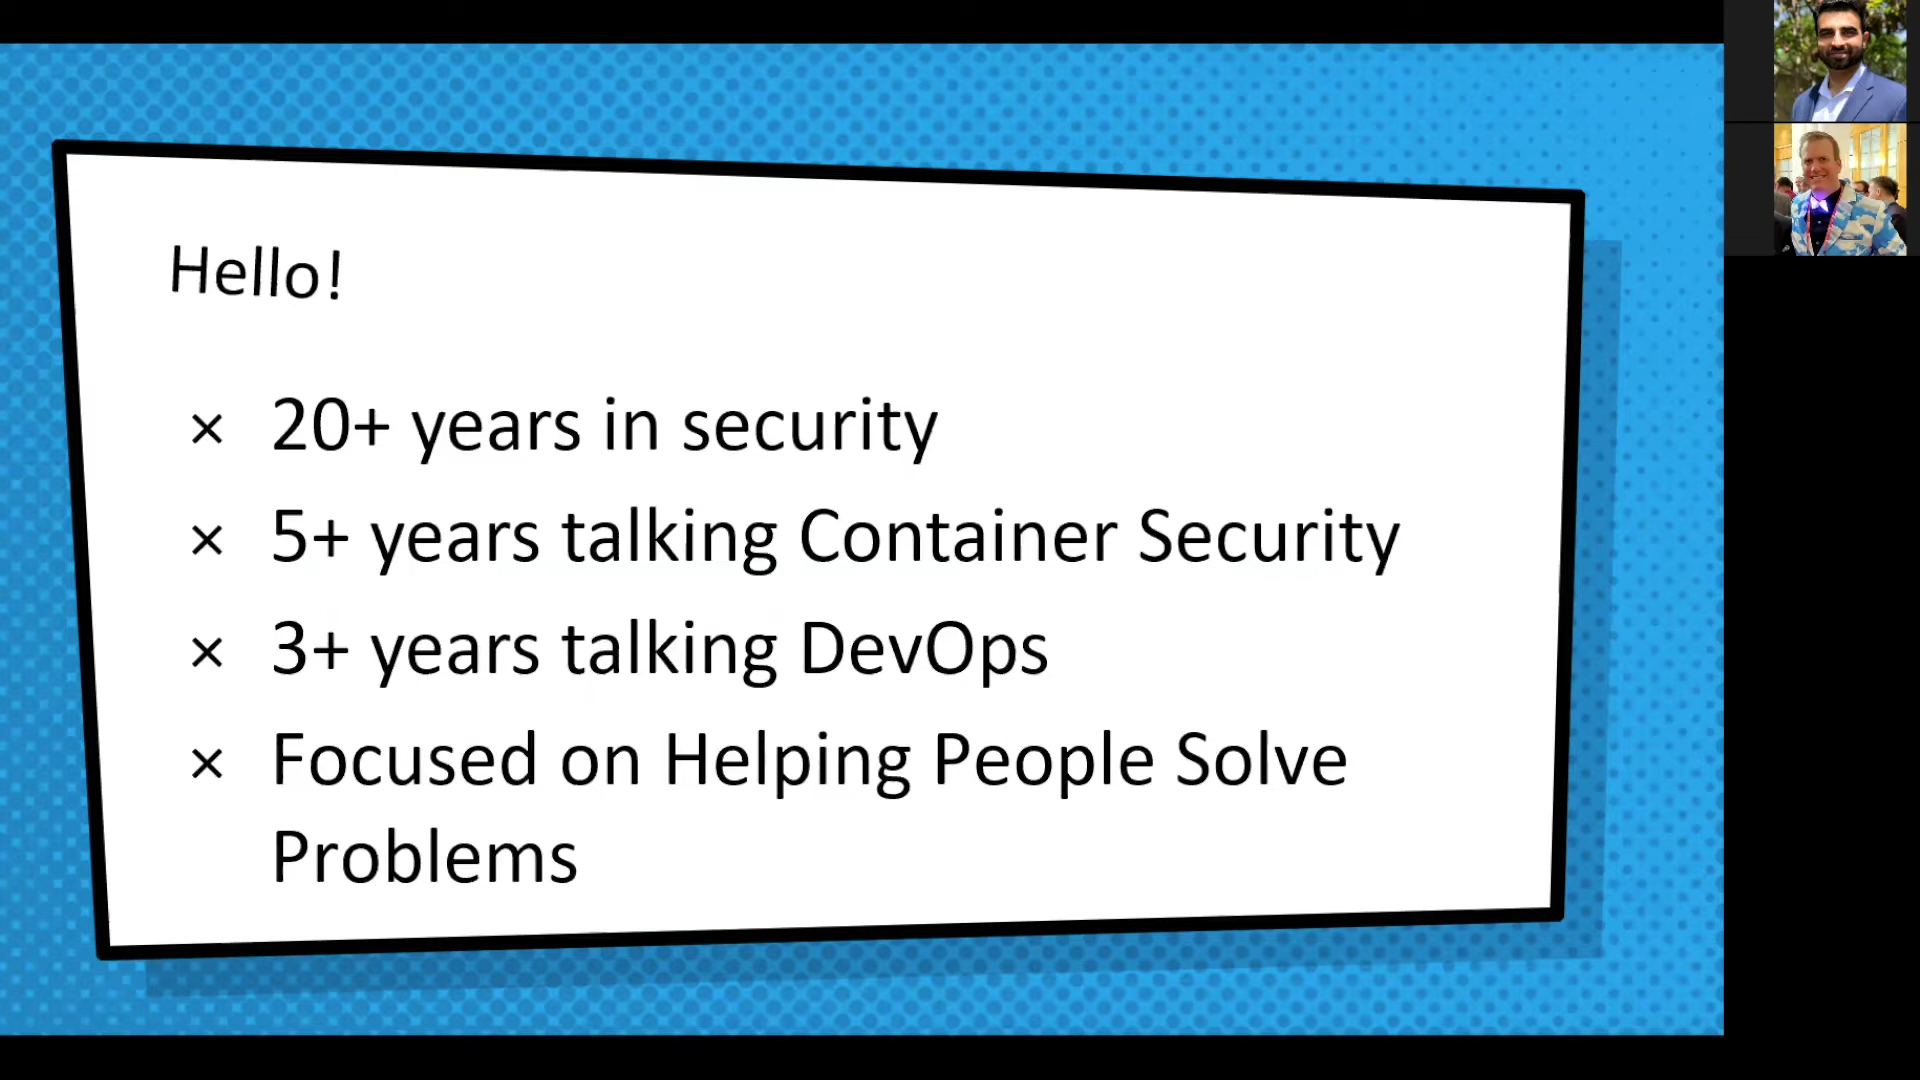 Hello!
× 20+ years in security
× 5+ years talking Container Security
× 3+ years talking DevOps
× Focused on Helping People Solve
Problems